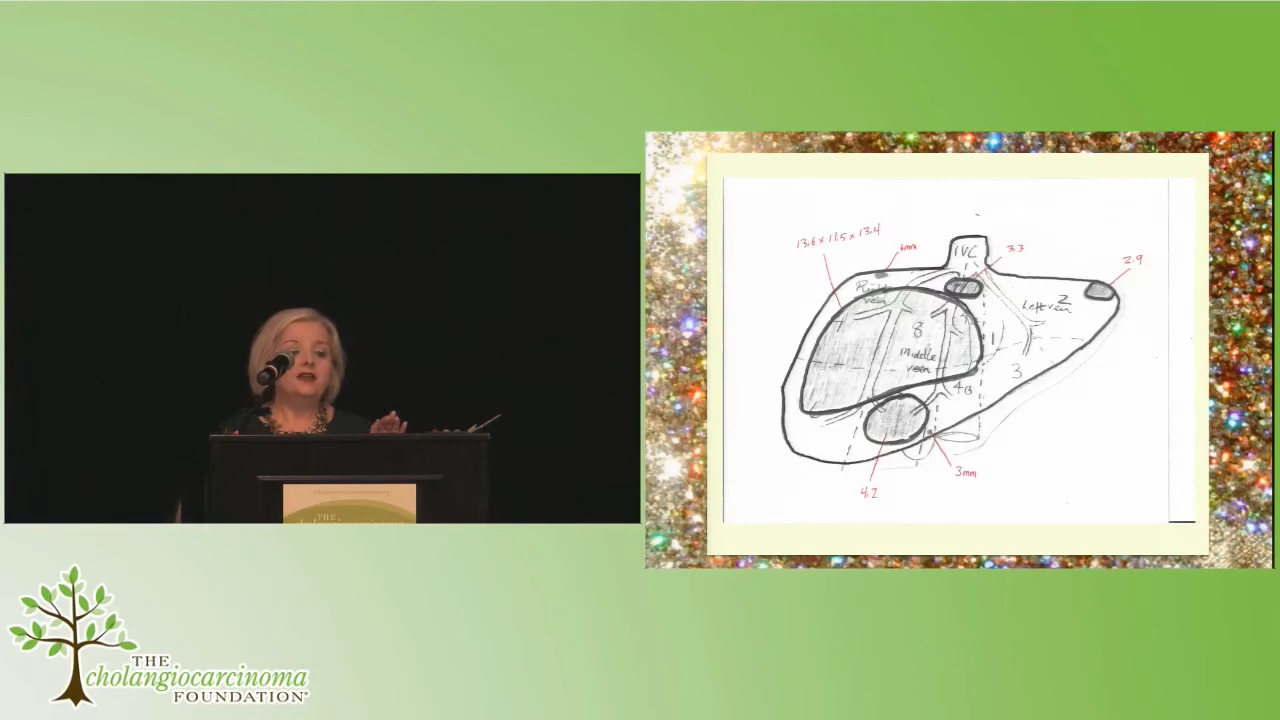 13.6 x 11.5 x 13.4
6mm
IVC
3.3
2.9
Right
vein
2
Left vein
8
Middle
vein
3
4B
3mm
4.2
THE
THE
cholangiocarcinoma
FOUNDATION